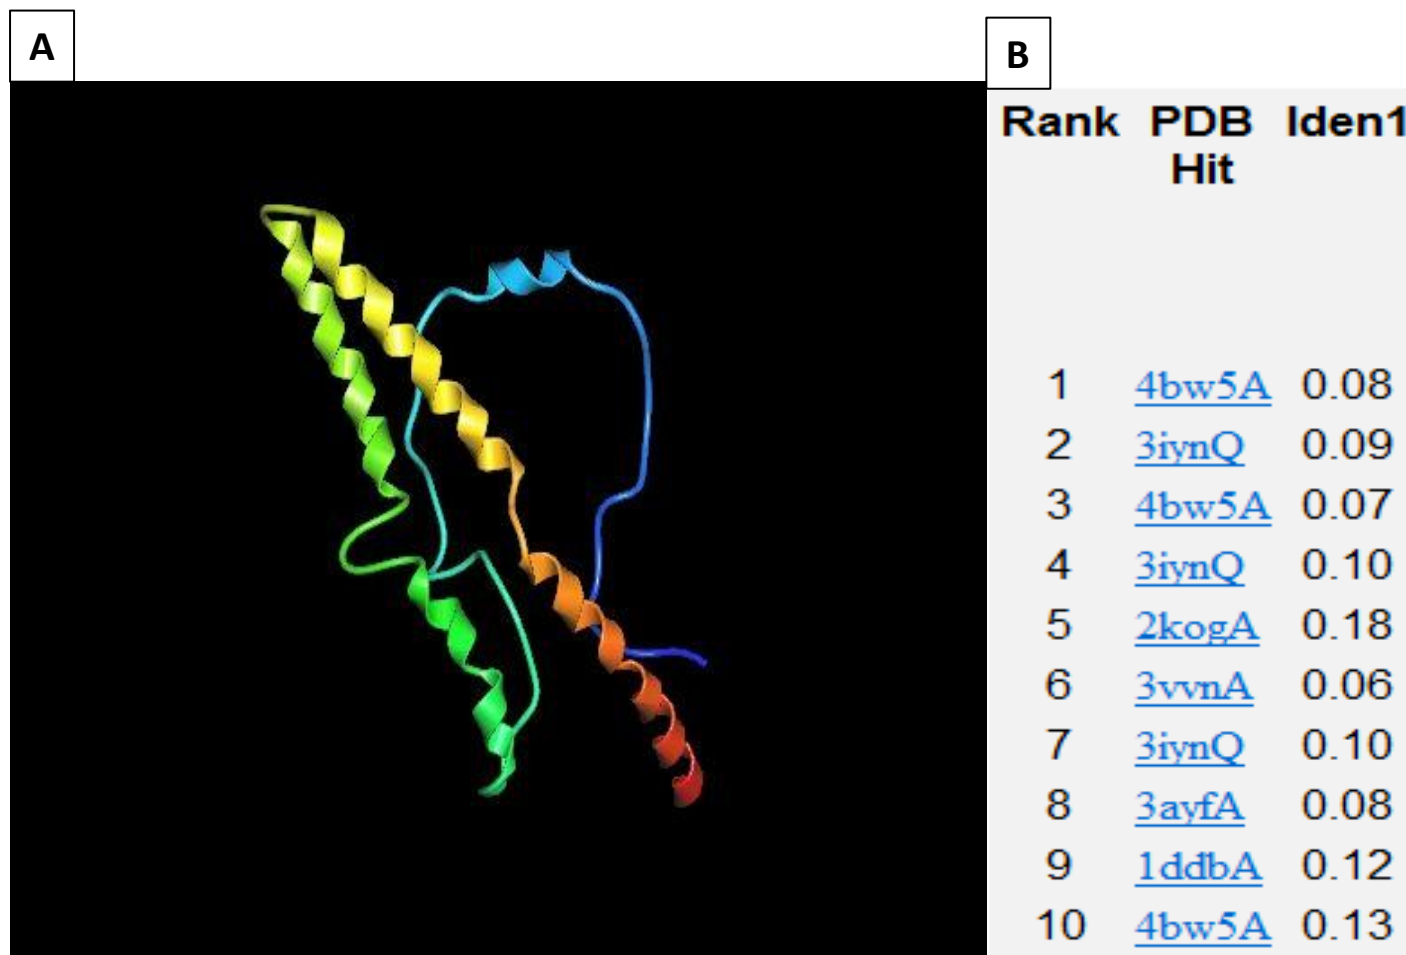 A
B
Rank PDB Iden1
Hit
1 4bw5A 0.08
2 3iynQ 0.09
3 4bw5A 0.07
4 3iynQ 0.10
5 2kogA 0.18
6 3vvnA 0.06
7 3iynQ 0.10
8 3ayfA 0.08
9 1ddbA 0.12
10 4bw5A 0.13